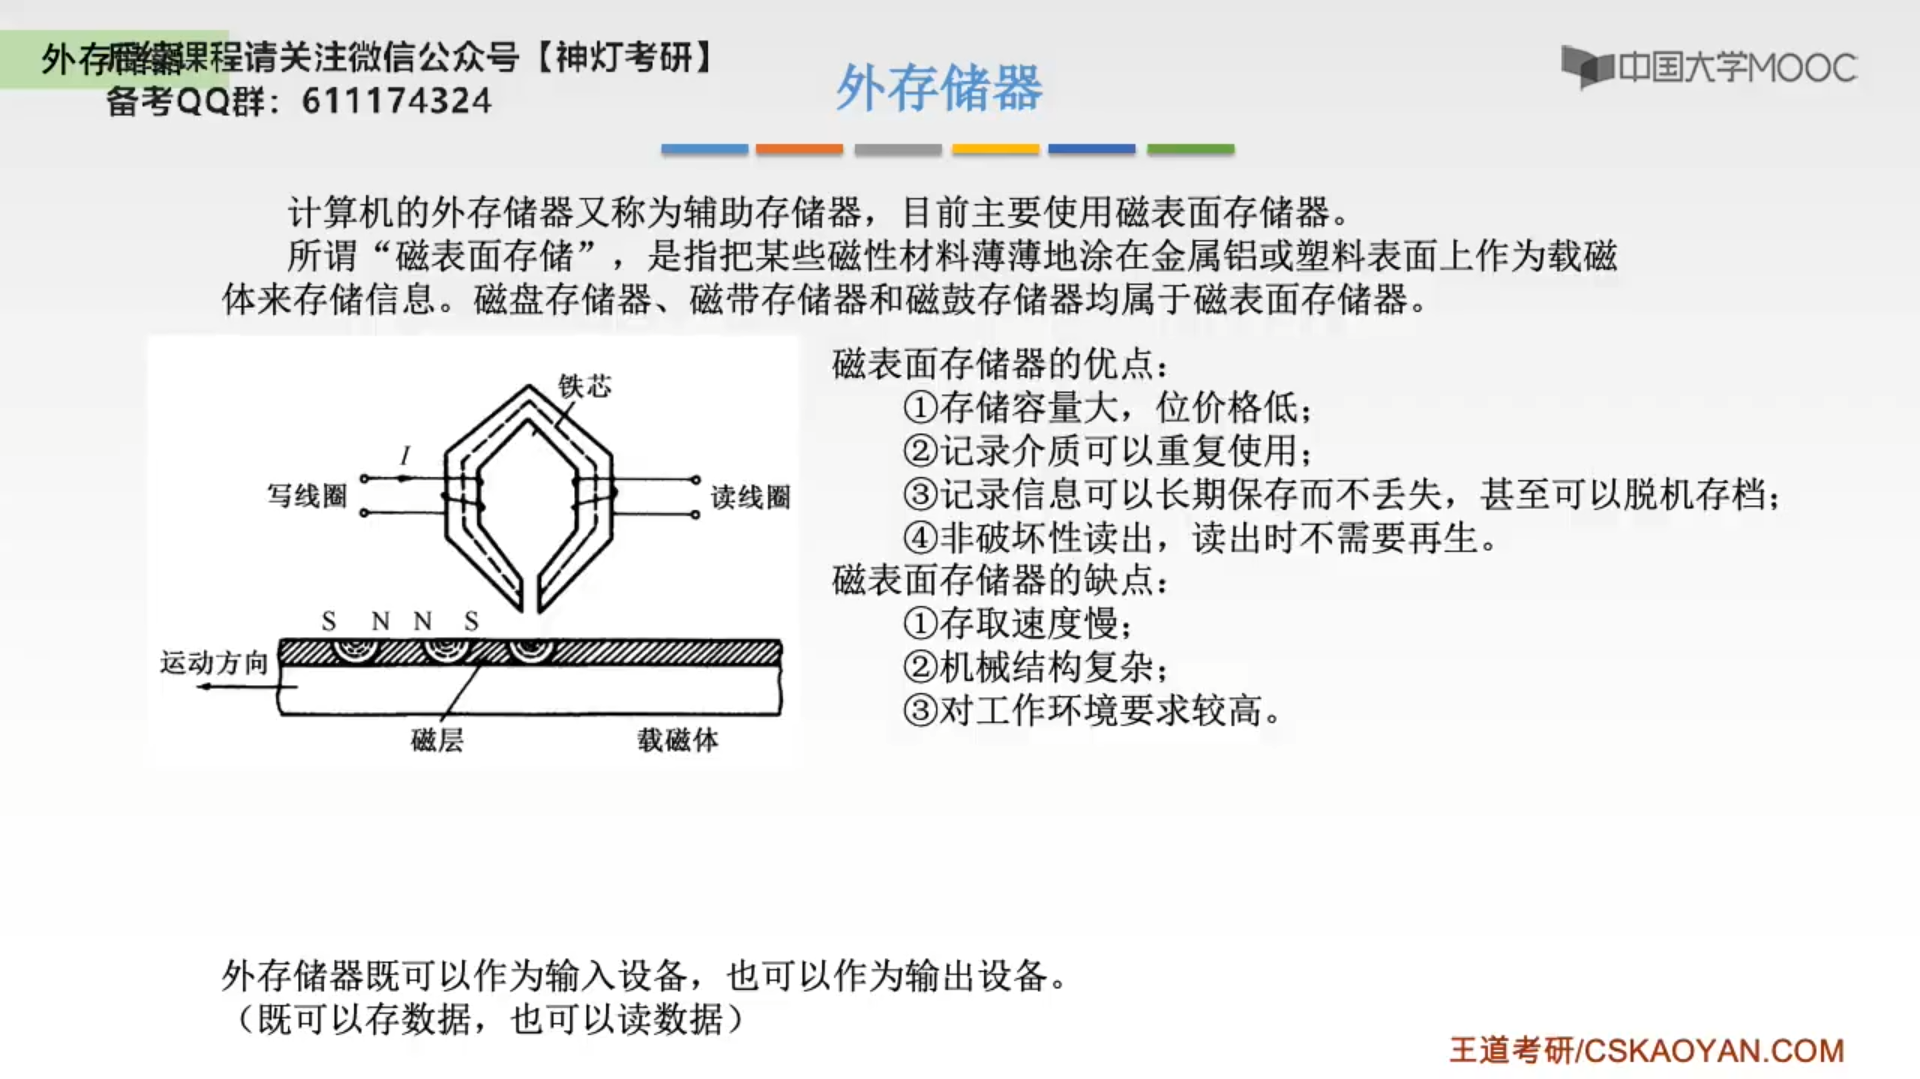 外存储器
课程请关注微信公众号【神灯考研】
备考QQ群：611174324
外存储器
中国大学MOOC
计算机的外存储器又称为辅助存储器，目前主要使用磁表面存储器。
所谓“磁表面存储”，是指把某些磁性材料薄薄地涂在金属铝或塑料表面上作为载磁
体来存储信息。磁盘存储器、磁带存储器和磁鼓存储器均属于磁表面存储器。
铁芯
I
写线圈
读线圈
S N N S
运动方向
磁层
载磁体
磁表面存储器的优点：
①存储容量大，位价格低；
②记录介质可以重复使用；
③记录信息可以长期保存而不丢失，甚至可以脱机存档；
④非破坏性读出，读出时不需要再生。
磁表面存储器的缺点：
①存取速度慢；
②机械结构复杂；
③对工作环境要求较高。
外存储器既可以作为输入设备，也可以作为输出设备。
（既可以存数据，也可以读数据）
王道考研/CSKAOYAN.COM